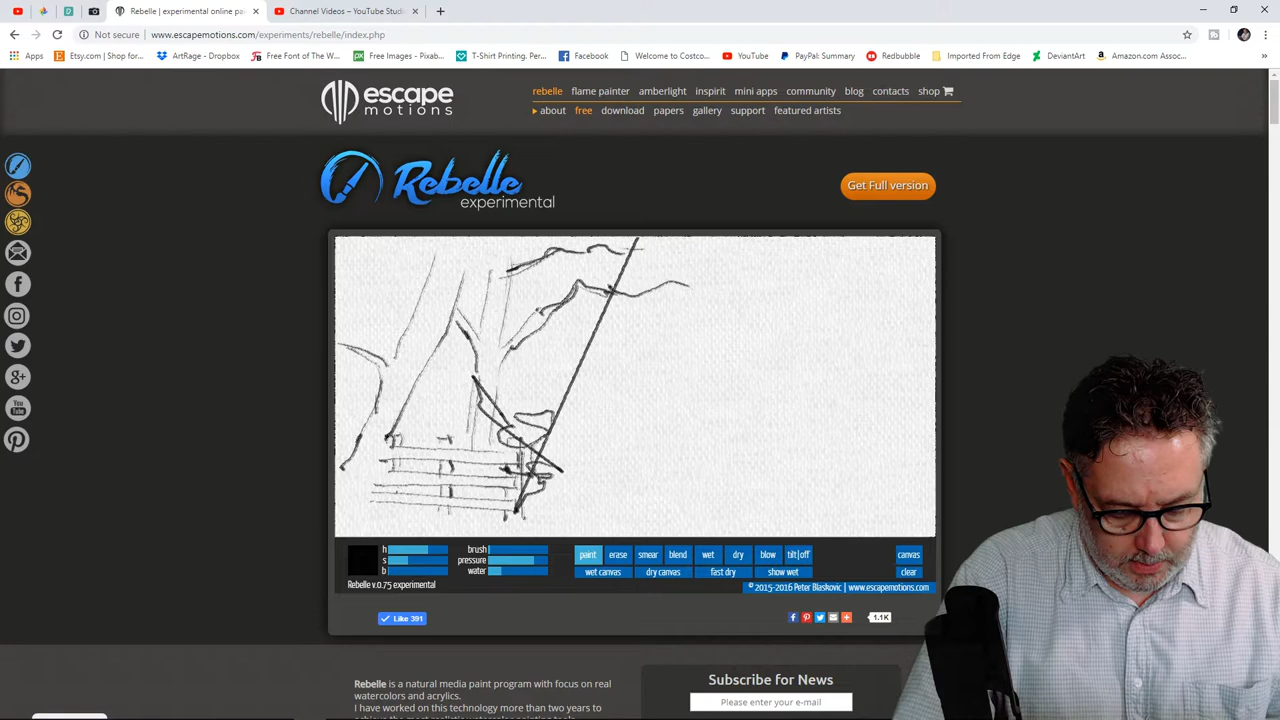 Rebelle | experimental online pa
Channel Videos - YouTube Studi
Not secure | www.escapemotions.com/experiments/rebelle/index.php
Apps
Etsy.com | Shop for...
ArtRage - Dropbox
Free Font of The W...
Free Images - Pixab...
T-Shirt Printing. Per...
Facebook
Welcome to Costco...
YouTube
PayPal: Summary
Redbubble
Imported From Edge
DeviantArt
Amazon.com Assoc...
escape
motions
rebelle flame painter amberlight inspirit mini apps community blog contacts shop
about free download papers gallery support featured artists
Rebelle
experimental
Get Full version
h brush paint erase smear blend wet dry blow tilt|off canvas
s pressure
b water wet canvas dry canvas fast dry show wet clear
Rebelle v.0.75 experimental
© 2015-2016 Peter Blaskovic | www.escapemotions.com
Like 391
1.1K
Rebelle is a natural media paint program with focus on real
watercolors and acrylics.
I have worked on this technology more than two years to
Subscribe for News
Please enter your e-mail